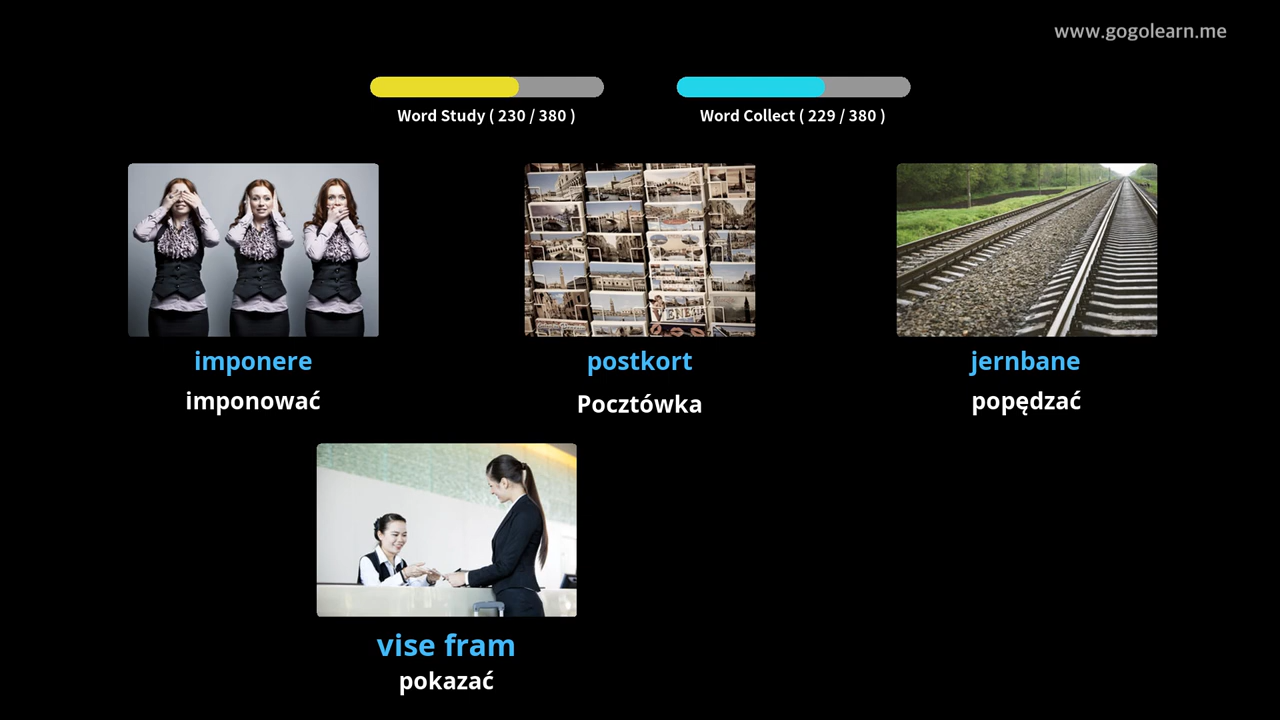 www.gogolearn.me
Word Study ( 230 / 380 )
Word Collect ( 229 / 380 )
imponere
imponować
postkort
Pocztówka
jernbane
popędzać
vise fram
pokazać